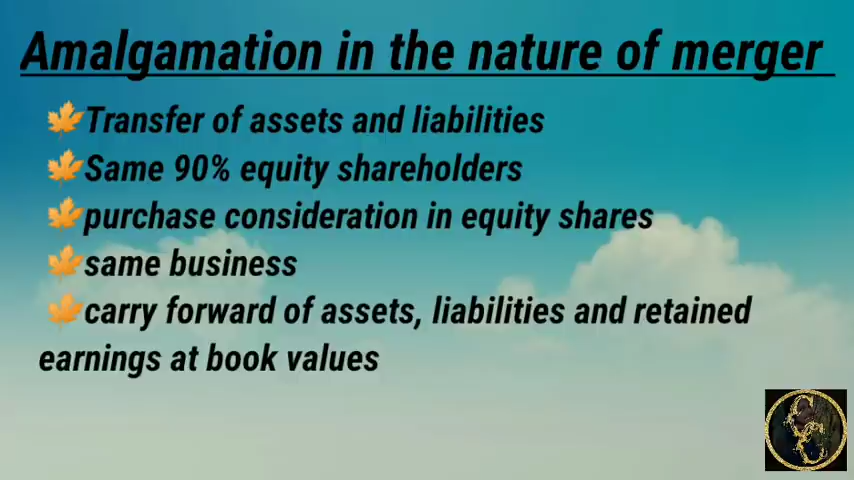 Amalgamation in the nature of merger
🍁Transfer of assets and liabilities
🍁Same 90% equity shareholders
🍁purchase consideration in equity shares
🍁same business
🍁carry forward of assets, liabilities and retained
earnings at book values